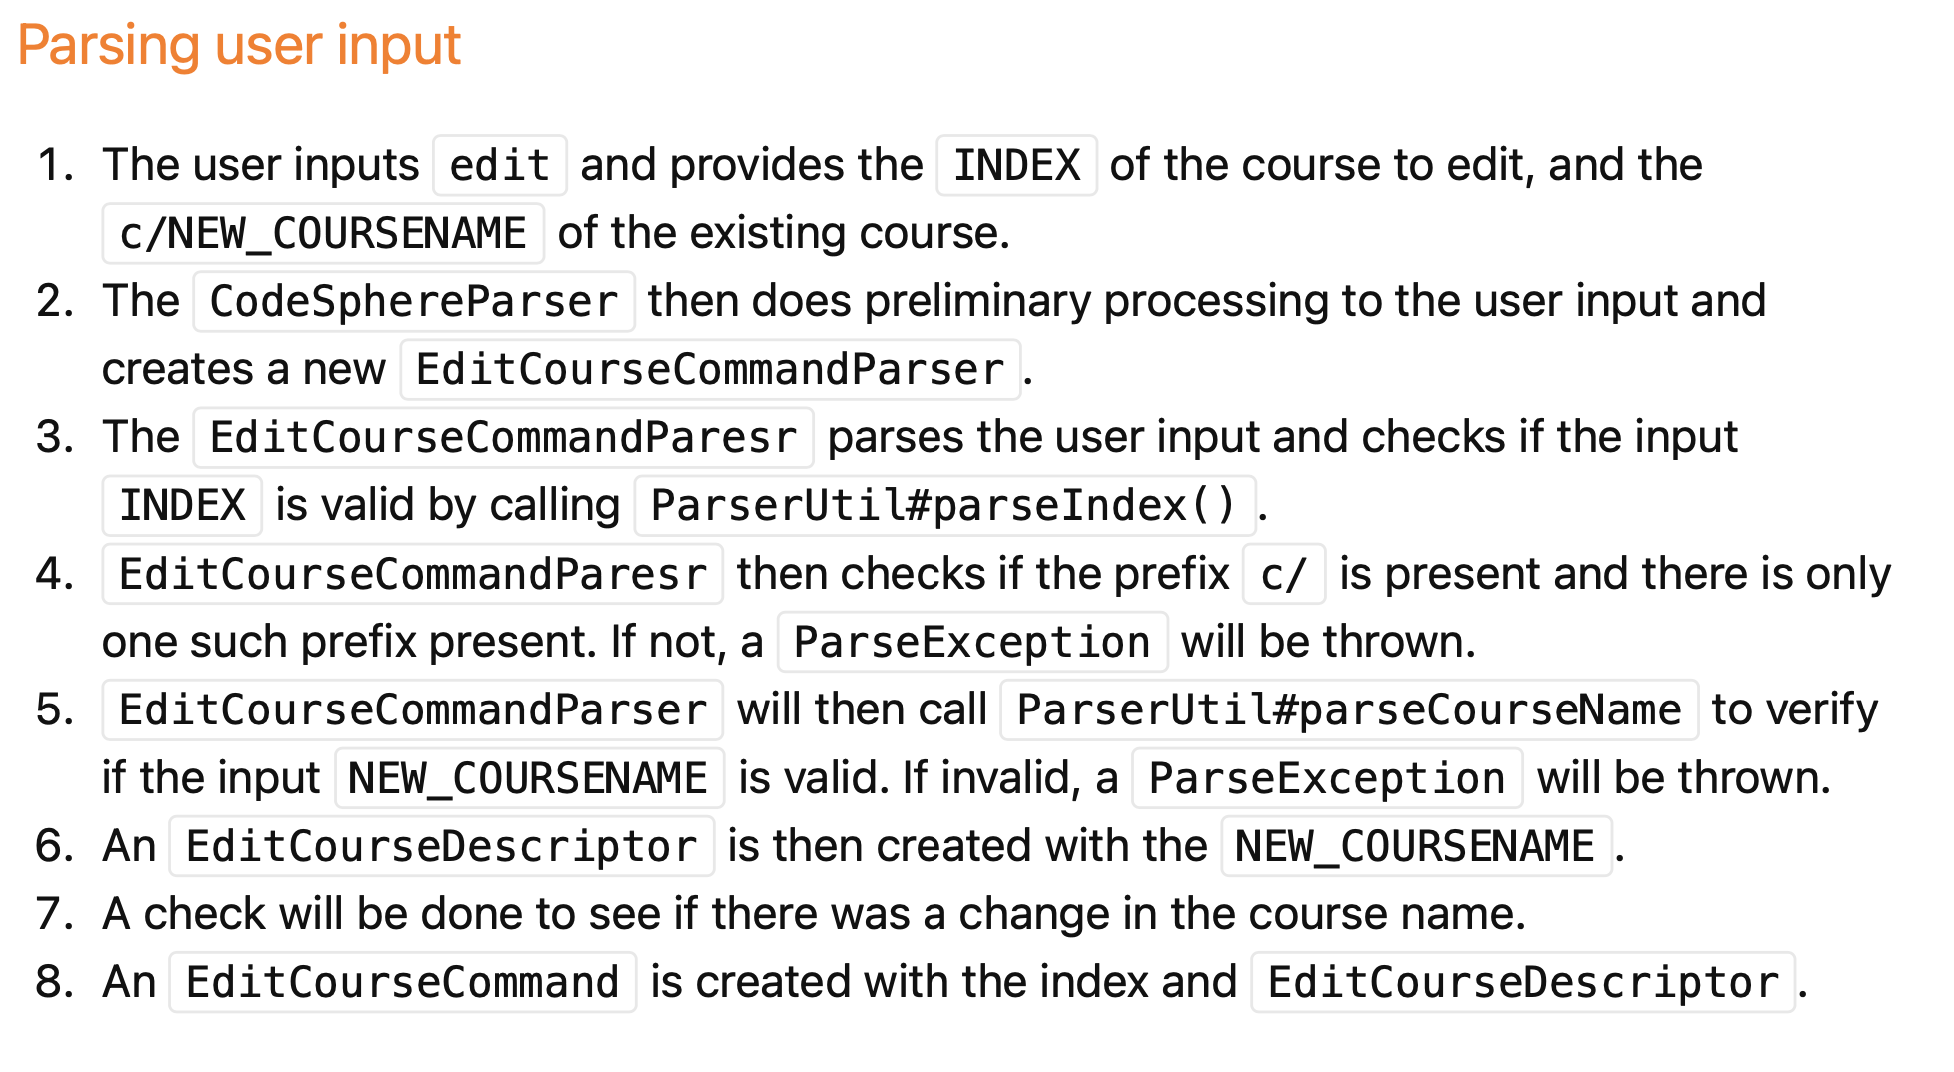 Parsing user input
1. The user inputs edit and provides the INDEX of the course to edit, and the
c/NEW_COURSENAME of the existing course.
2. The CodeSphereParser then does preliminary processing to the user input and
creates a new EditCourseCommandParser.
3. The EditCourseCommandParesr parses the user input and checks if the input
INDEX is valid by calling ParserUtil#parseIndex().
4. EditCourseCommandParesr then checks if the prefix c/ is present and there is only
one such prefix present. If not, a ParseException will be thrown.
5. EditCourseCommandParser will then call ParserUtil#parseCourseName to verify
if the input NEW_COURSENAME is valid. If invalid, a ParseException will be thrown.
6. An EditCourseDescriptor is then created with the NEW_COURSENAME.
7. A check will be done to see if there was a change in the course name.
8. An EditCourseCommand is created with the index and EditCourseDescriptor.